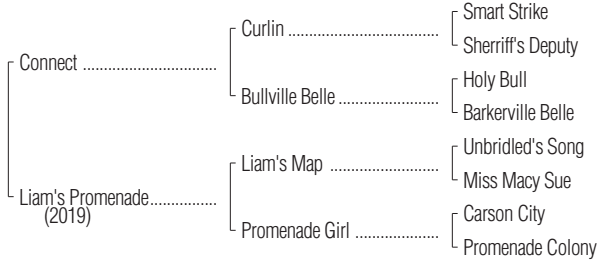 Smart Strike
Curlin ....................................
Sherriff's Deputy
Connect ................................
Holy Bull
Bullville Belle ........................
Barkerville Belle
Unbridled's Song
Liam's Map ..........................
Miss Macy Sue
Liam's Promenade................
(2019)
Carson City
Promenade Girl ....................
Promenade Colony